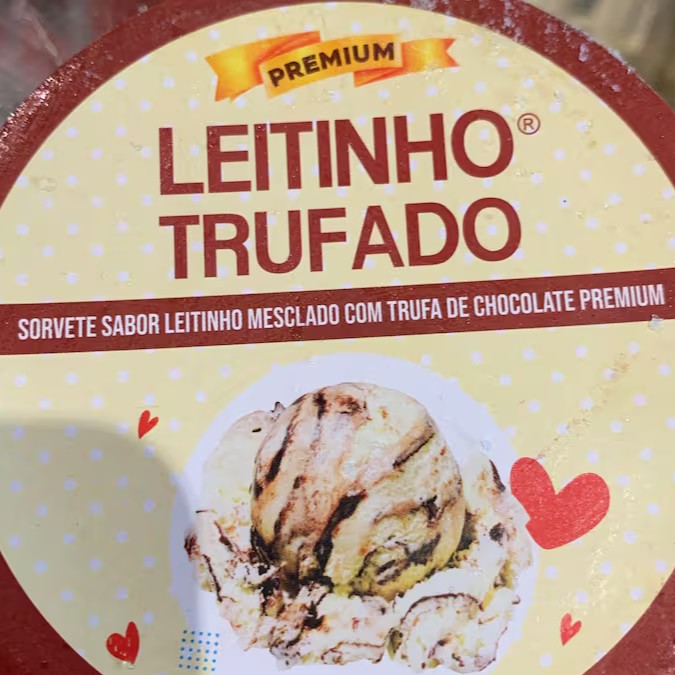 PREMIUM
LEITINHO®
TRUFADO
SORVETE SABOR LEITINHO MESCLADO COM TRUFA DE CHOCOLATE PREMIUM